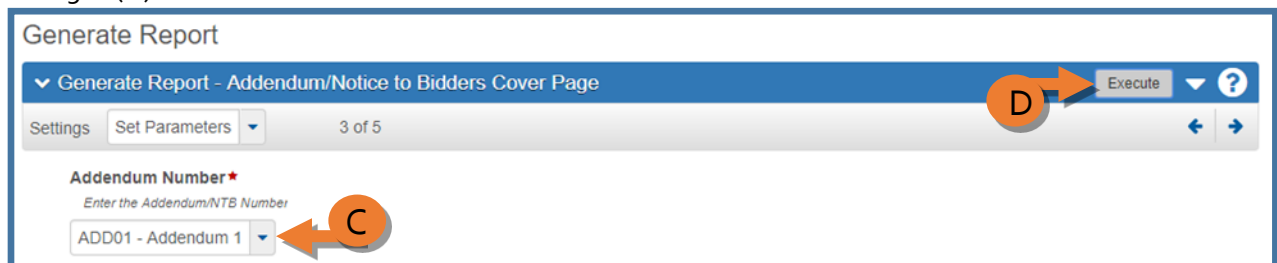 Generate Report
Generate Report - Addendum/Notice to Bidders Cover Page
Execute
?
D
Settings
Set Parameters
3 of 5
Addendum Number*
Enter the Addendum/NTB Number
ADD01 - Addendum 1
C